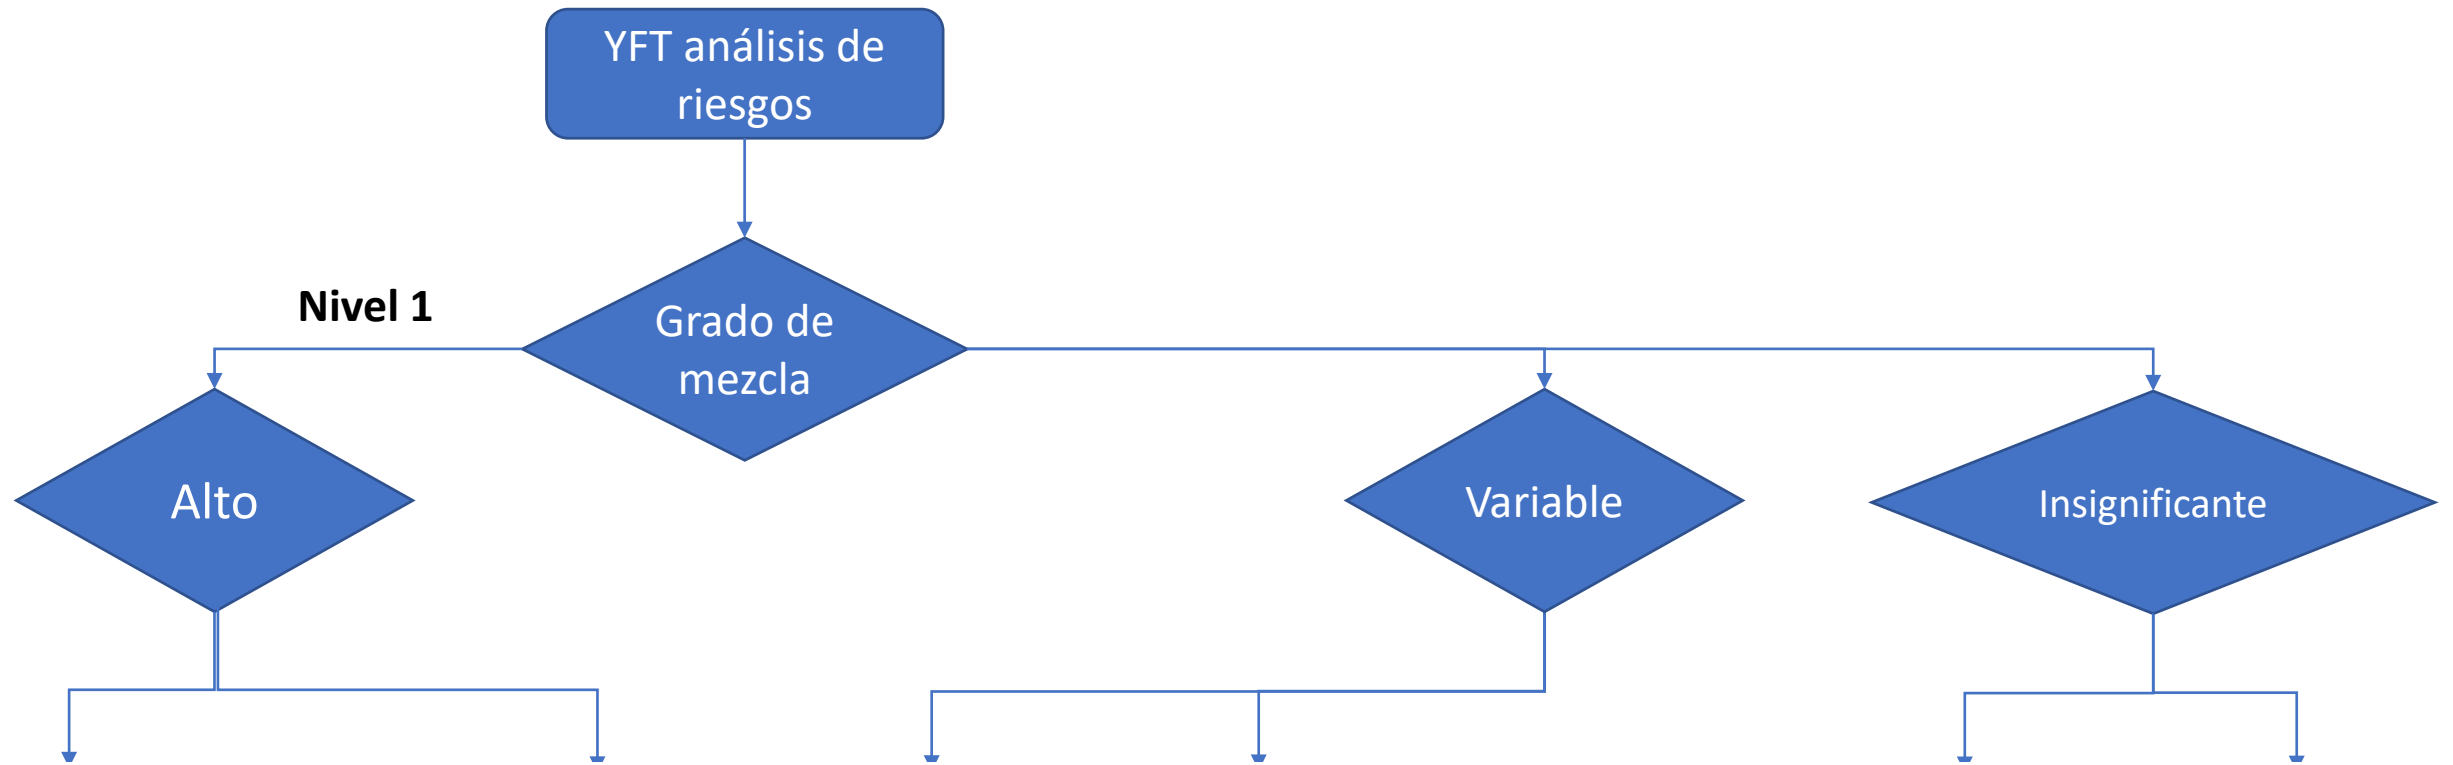 YFT análisis de
riesgos
Nivel 1
Grado de
mezcla
Alto
Variable
Insignificante